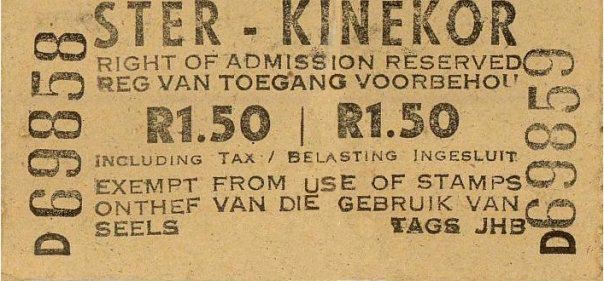 STER - KINEKOR
RIGHT OF ADMISSION RESERVED
REG VAN TOEGANG VOORBEHOU
R1.50 | R1.50
INCLUDING TAX / BELASTING INGESLUIT
EXEMPT FROM USE OF STAMPS
ONTHEF VAN DIE GEBRUIK VAN
SEELS TAGS JHB
D69858
D69859